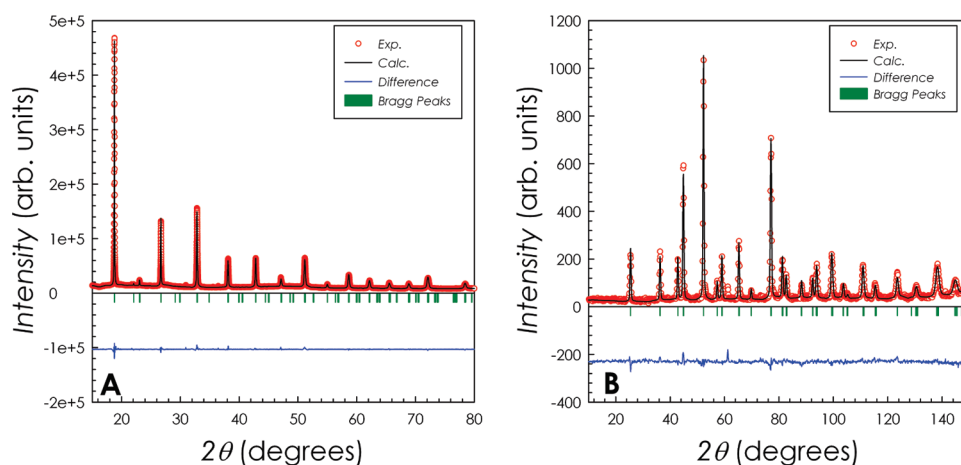 5e+5
4e+5
3e+5
2e+5
1e+5
0
-1e+5
-2e+5
Intensity (arb. units)
Exp.
Calc.
Difference
Bragg Peaks
A
20 30 40 50 60 70 80
2θ (degrees)
1200
1000
800
600
400
200
0
-200
-400
Intensity (arb. units)
Exp.
Calc.
Difference
Bragg Peaks
B
20 40 60 80 100 120 140
2θ (degrees)